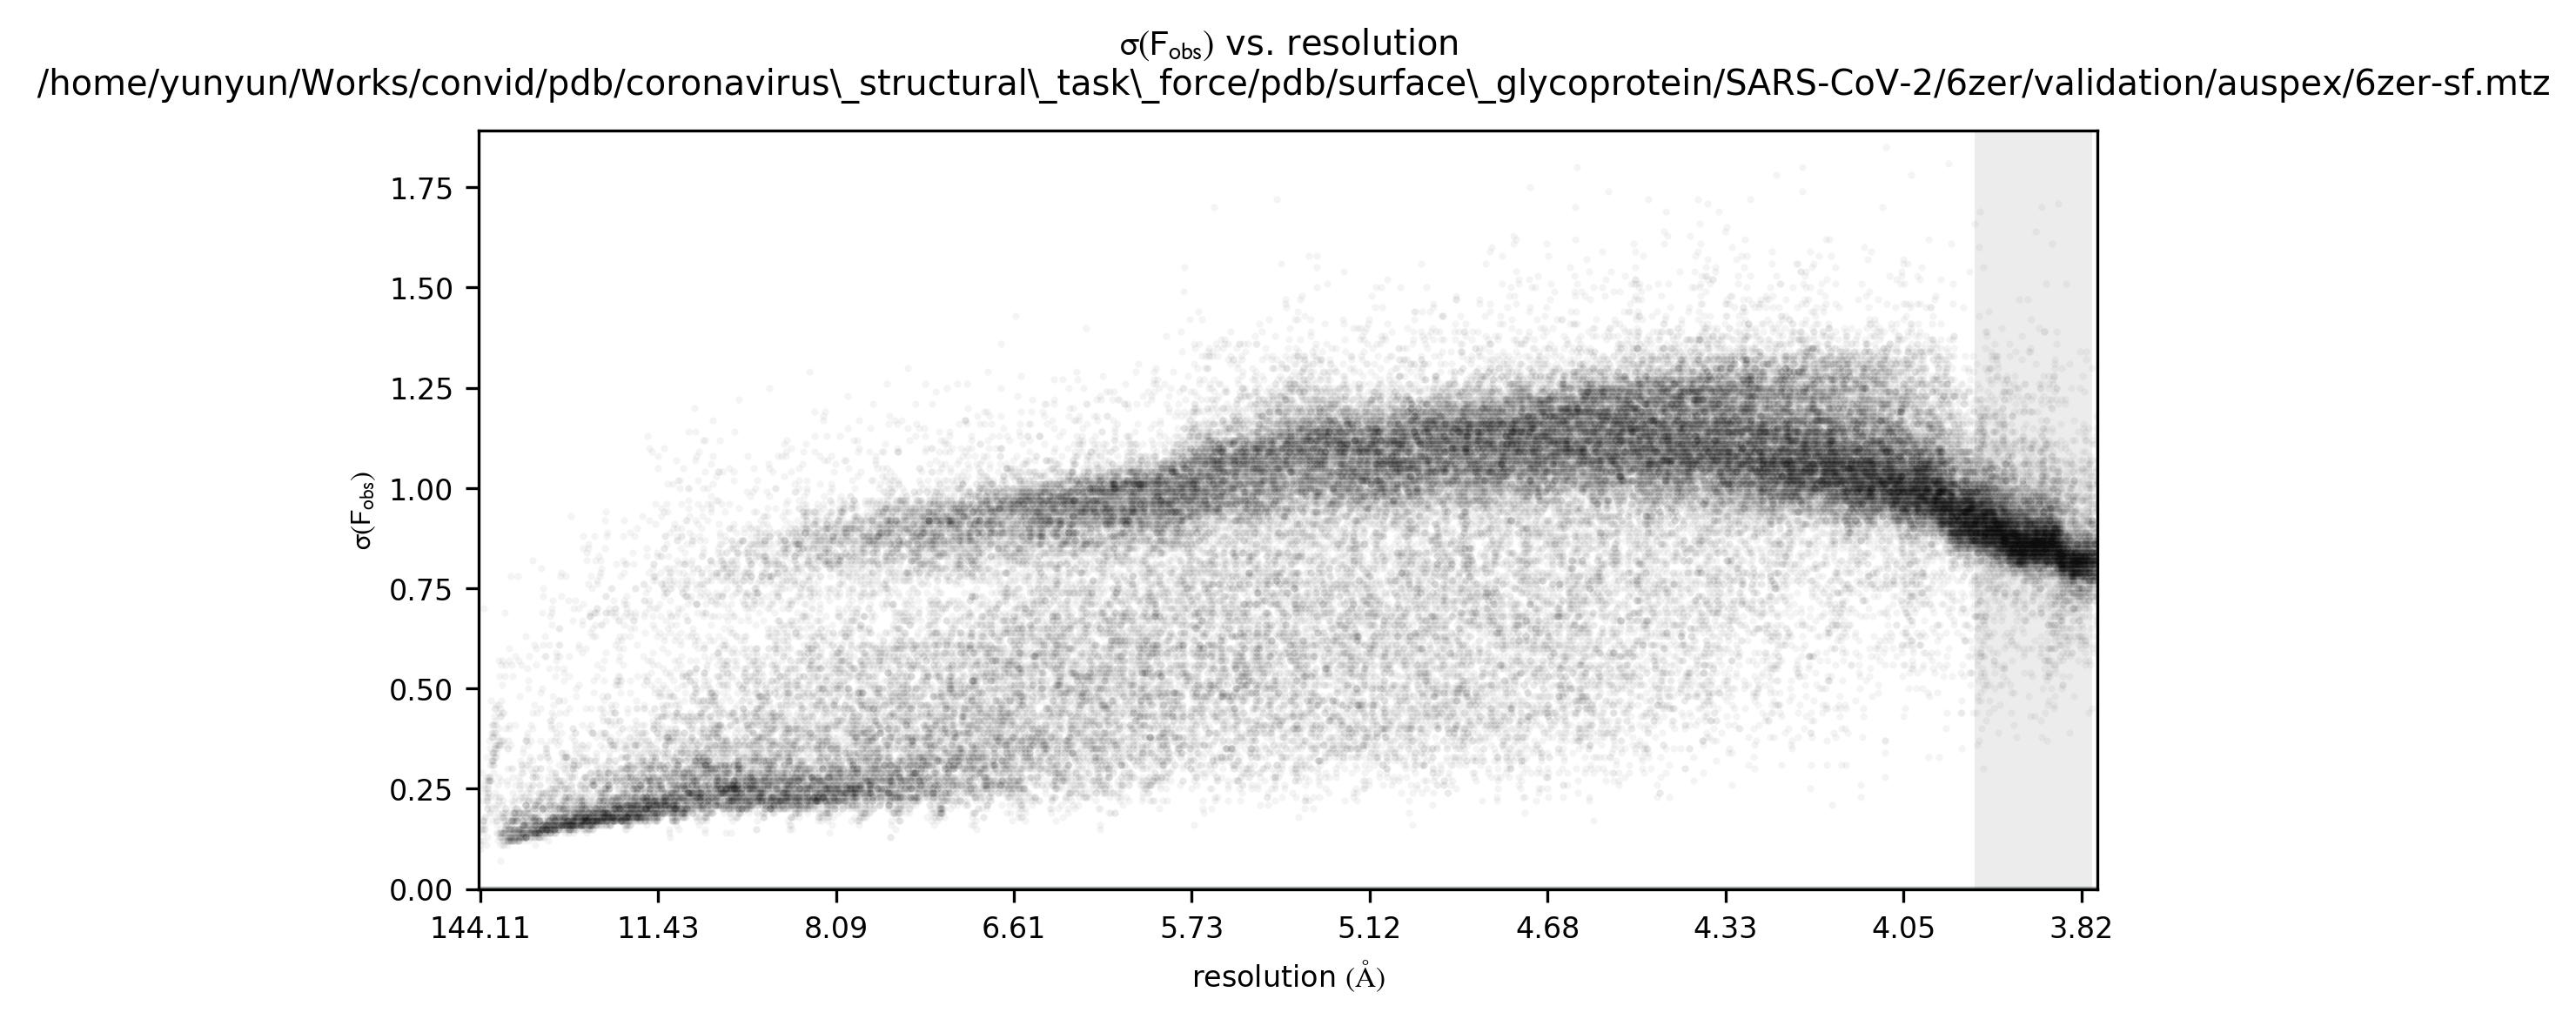 σ(Fobs) vs. resolution
/home/yunyun/Works/convid/pdb/coronavirus\_structural\_task\_force/pdb/surface\_glycoprotein/SARS-CoV-2/6zer/validation/auspex/6zer-sf.mtz
1.75
1.50
1.25
1.00
0.75
0.50
0.25
0.00
σ(Fobs)
144.11 11.43 8.09 6.61 5.73 5.12 4.68 4.33 4.05 3.82
resolution (Å)